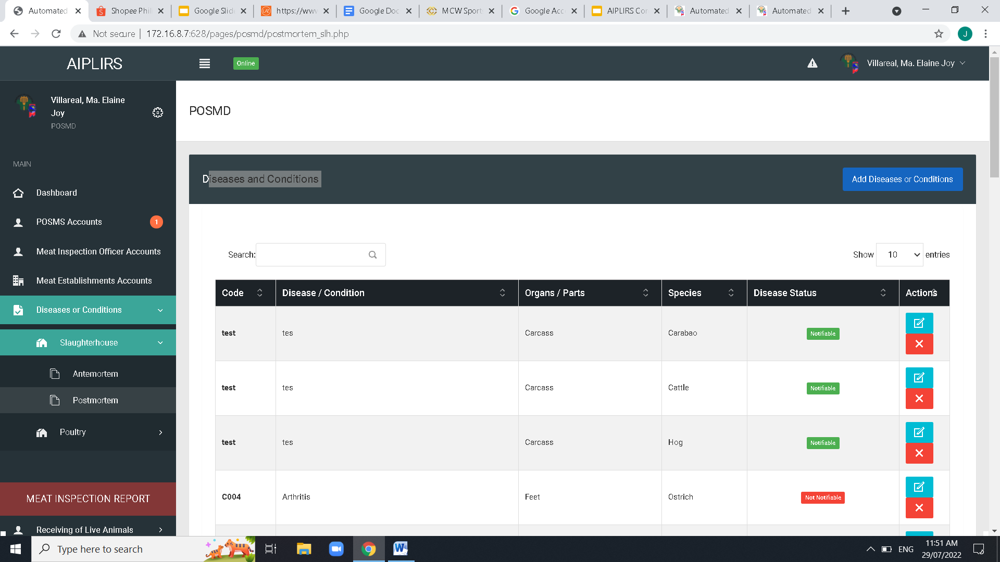 Automated
Shopee Phil
Google Slide
https://www
Google Doc
MCW Sport
Google Acc
AIPLIRS Cor
Automated
Automated
Not secure
172.16.8.7:628/pages/posmd/postmortem_slh.php
J
AIPLIRS
Online
Villareal, Ma. Elaine Joy
Villareal, Ma. Elaine
Joy
POSMD
MAIN
Dashboard
POSMS Accounts
1
Meat Inspection Officer Accounts
Meat Establishments Accounts
Diseases or Conditions
Slaughterhouse
Antemortem
Postmortem
Poultry
MEAT INSPECTION REPORT
Receiving of Live Animals
POSMD
Diseases and Conditions
Add Diseases or Conditions
Search:
Show 10 entries
Code Disease / Condition Organs / Parts Species Disease Status Actions
test tes Carcass Carabao Notifiable
test tes Carcass Cattle Notifiable
test tes Carcass Hog Notifiable
C004 Arthritis Feet Ostrich Not Notifiable
Type here to search
ENG
11:51 AM
29/07/2022